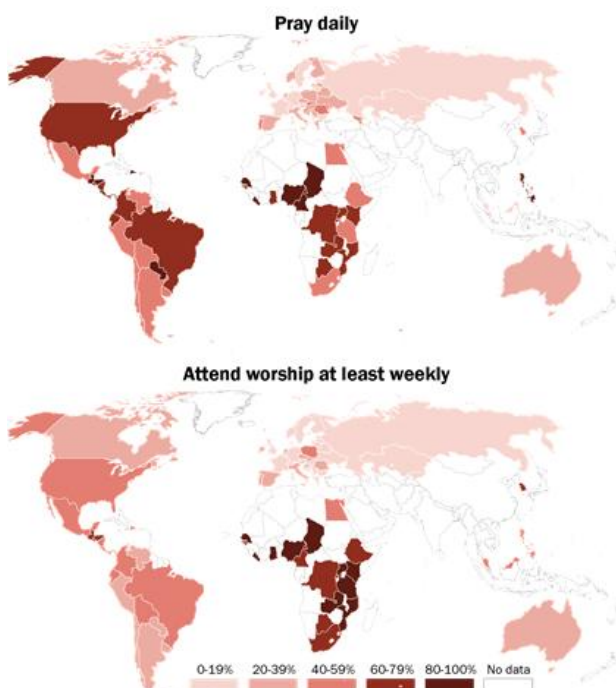 Pray daily
Attend worship at least weekly
0-19% 20-39% 40-59% 60-79% 80-100% No data